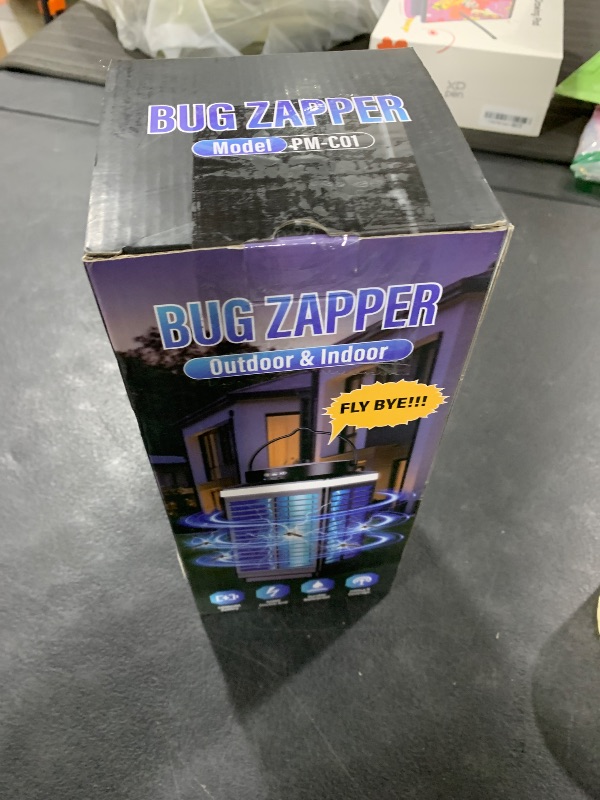 BUG ZAPPER
Model PM-C01
BUG ZAPPER
Outdoor & Indoor
FLY BYE!!!